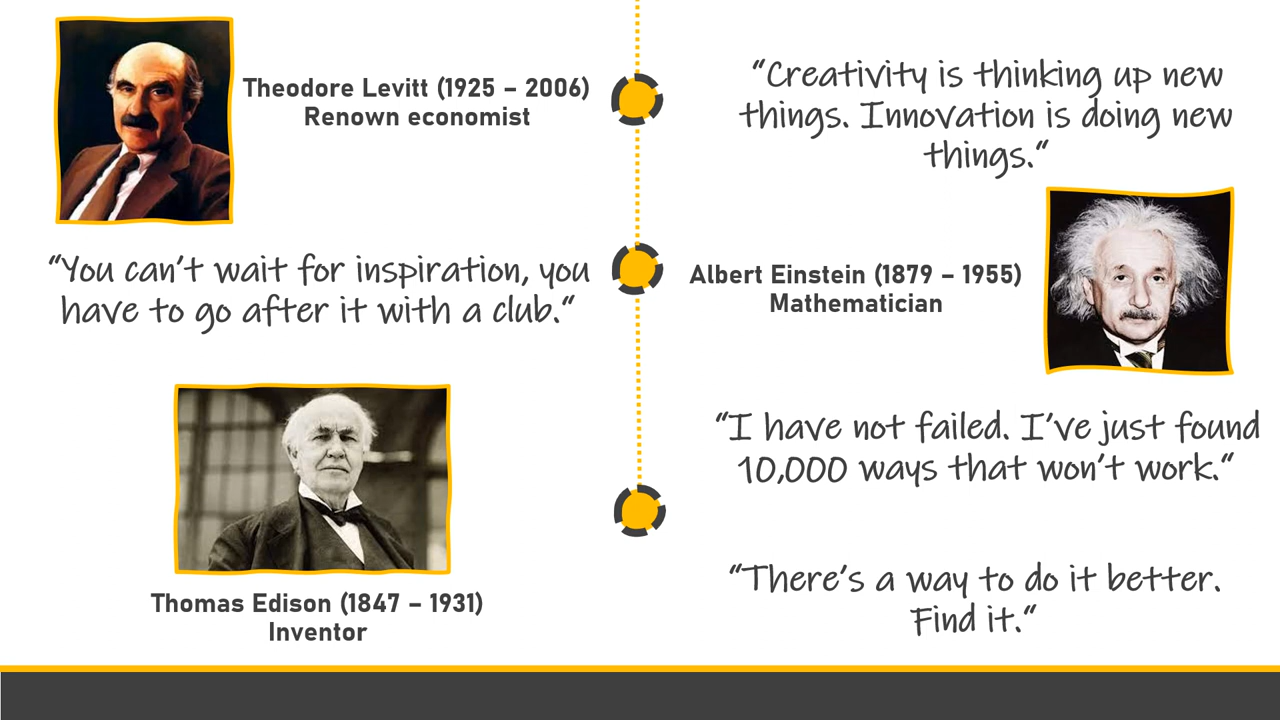 Theodore Levitt (1925 – 2006)
Renown economist
“Creativity is thinking up new
things. Innovation is doing new
things.“
“You can’t wait for inspiration, you
have to go after it with a club.“
Albert Einstein (1879 – 1955)
Mathematician
“I have not failed. I’ve just found
10,000 ways that won’t work.“
“There’s a way to do it better.
Find it.“
Thomas Edison (1847 – 1931)
Inventor